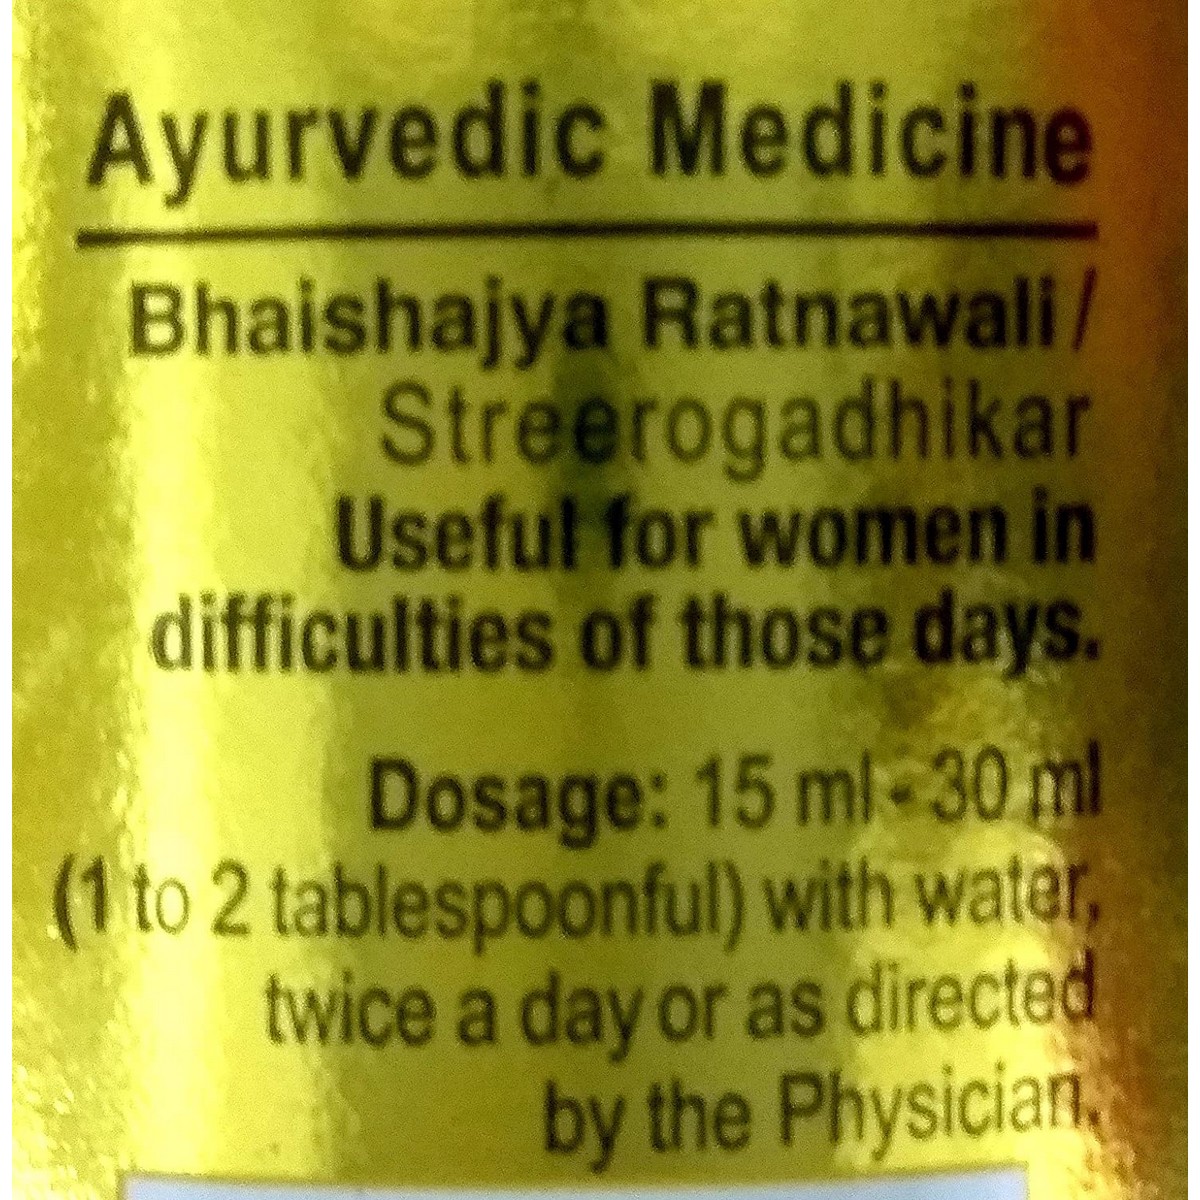 Ayurvedic Medicine
Bhaishajya Ratnawali/
Streerogadhikar
Useful for women in
difficulties of those days.
Dosage: 15 ml - 30 ml
(1 to 2 tablespoonful) with water,
twice a day or as directed
by the Physician.